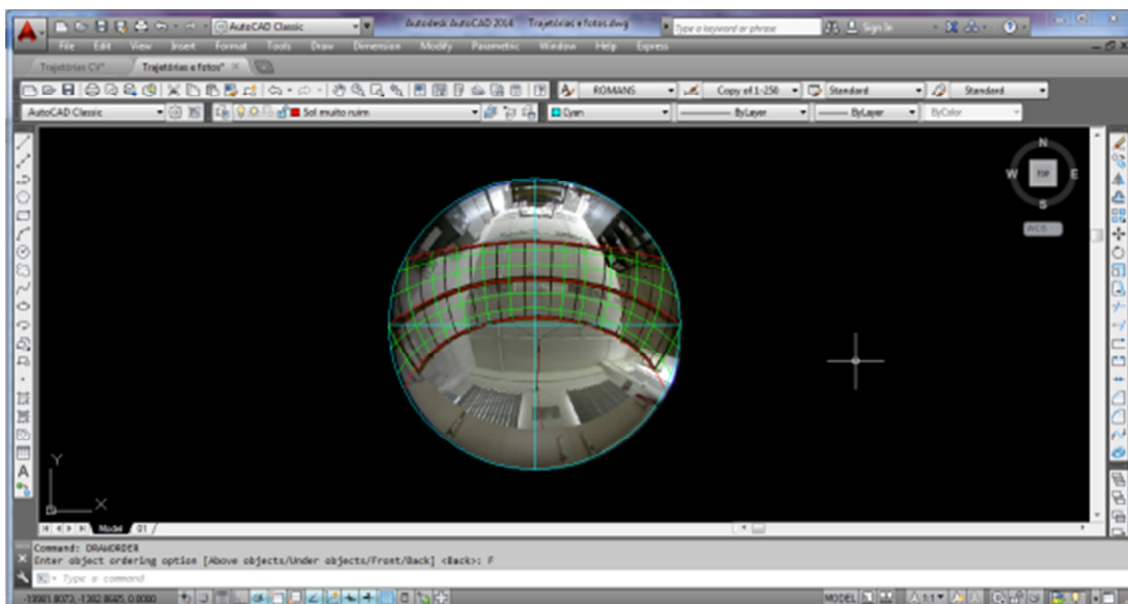 AutoCAD Classic Autodesk AutoCAD 2014 Trajetórias e fotos.dwg Type a keyword or phrase Sign In
File Edit View Insert Format Tools Draw Dimension Modify Parametric Window Help Express
Trajetórias CV* Trajetórias e fotos*
ROMANS Copy of 1-250 Standard Standard
AutoCAD Classic Sol muito ruim Cyan ByLayer ByLayer ByColor
N
W TOP E
S
WCS
Y
X
Model 01
Command: DRAWORDER
Enter object ordering option [Above objects/Under objects/Front/Back] <Back>: F
Type a command
MODEL 1:1